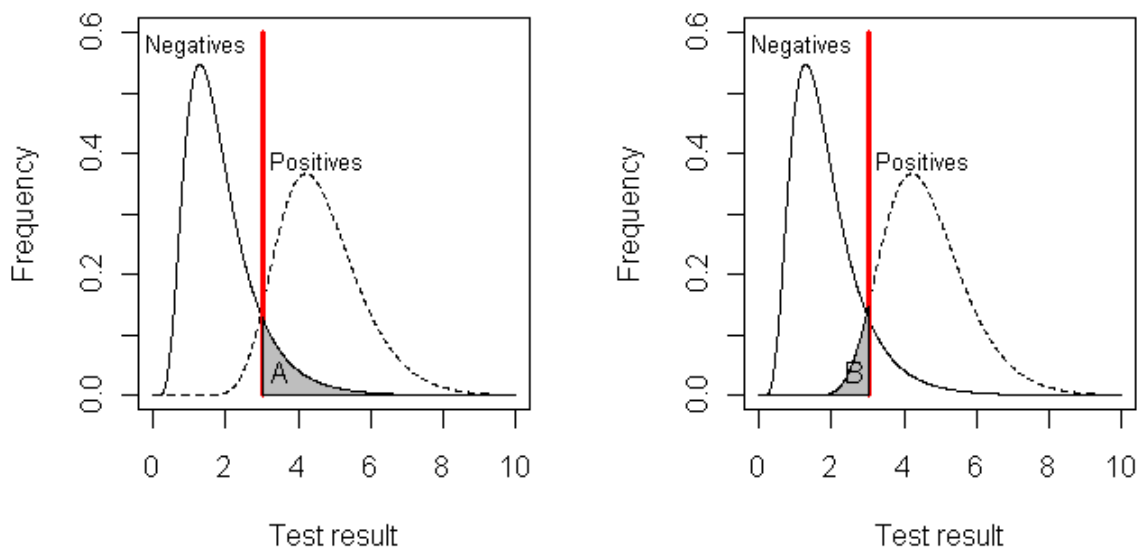 Negatives
Positives
A
Frequency
0.0 0.2 0.4 0.6
0 2 4 6 8 10
Test result
Negatives
Positives
B
Frequency
0.0 0.2 0.4 0.6
0 2 4 6 8 10
Test result